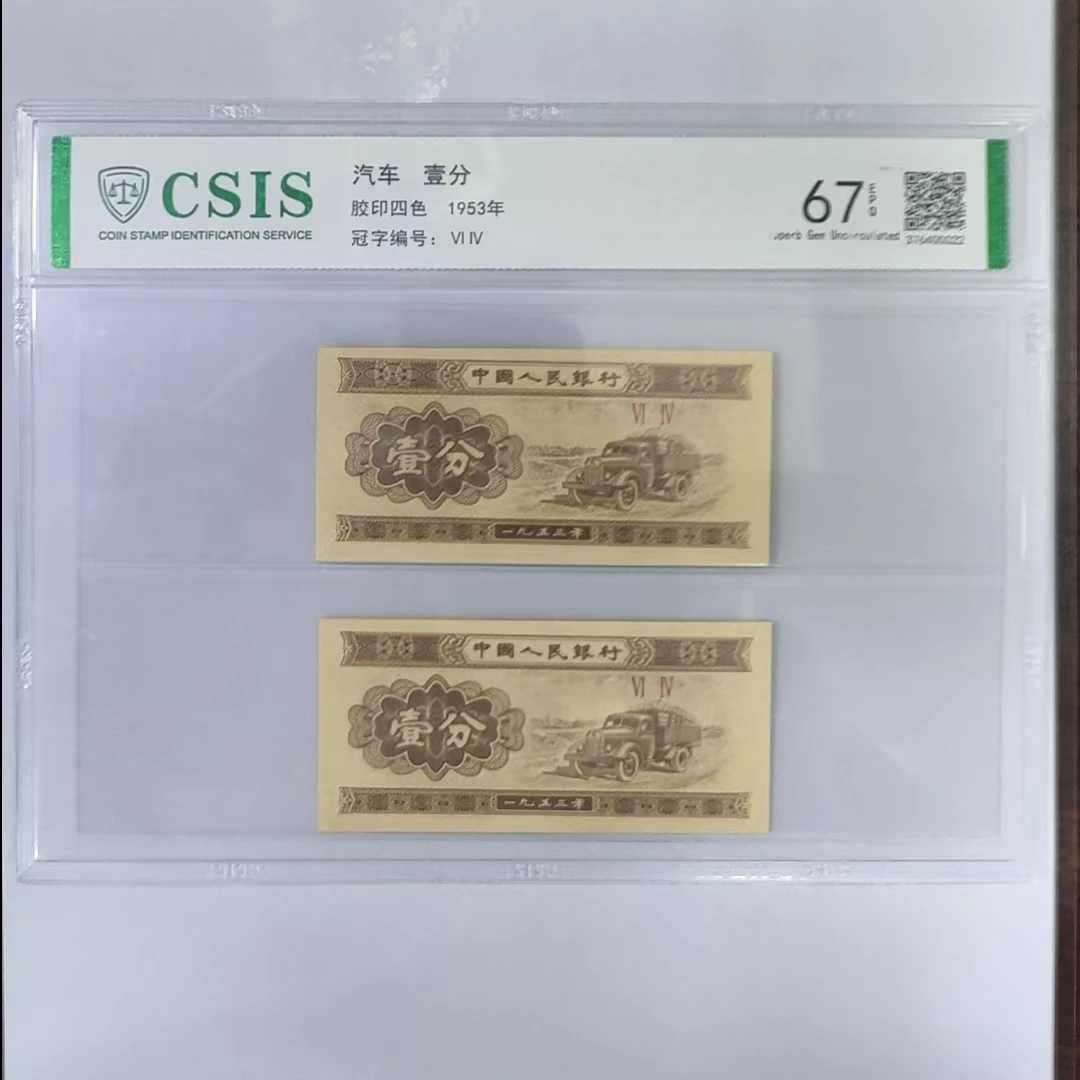 CSIS
COIN STAMP IDENTIFICATION SERVICE
汽车 壹分
胶印四色 1953年
冠字编号：VI IV
67 EPQ
Gem Uncirculated
中國人民銀行
VI IV
壹分
一九五三年
中國人民銀行
VI IV
壹分
一九五三年